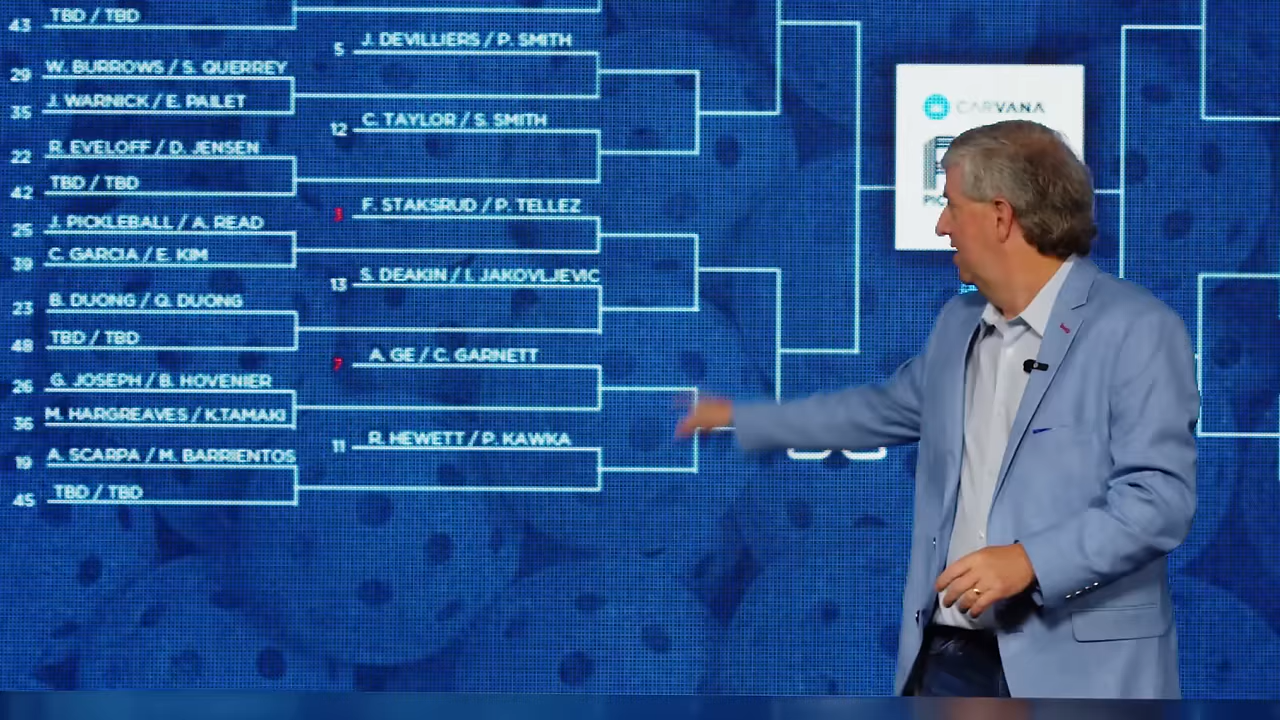 TBD / TBD
43
5 J. DEVILLIERS / P. SMITH
29 W. BURROWS / S. QUERREY
35 J. WARNICK / E. PAILET
12 C. TAYLOR / S. SMITH
22 R. EVELOFF / D. JENSEN
42 TBD / TBD
3 F. STAKSRUD / P. TELLEZ
25 J. PICKLEBALL / A. READ
39 C. GARCIA / E. KIM
13 S. DEAKIN / I. JAKOVLJEVIC
23 B. DUONG / Q. DUONG
48 TBD / TBD
7 A. GE / C. GARNETT
26 G. JOSEPH / B. HOVENIER
36 M. HARGREAVES / K.TAMAKI
11 R. HEWETT / P. KAWKA
19 A. SCARPA / M. BARRIENTOS
45 TBD / TBD
CARVANA